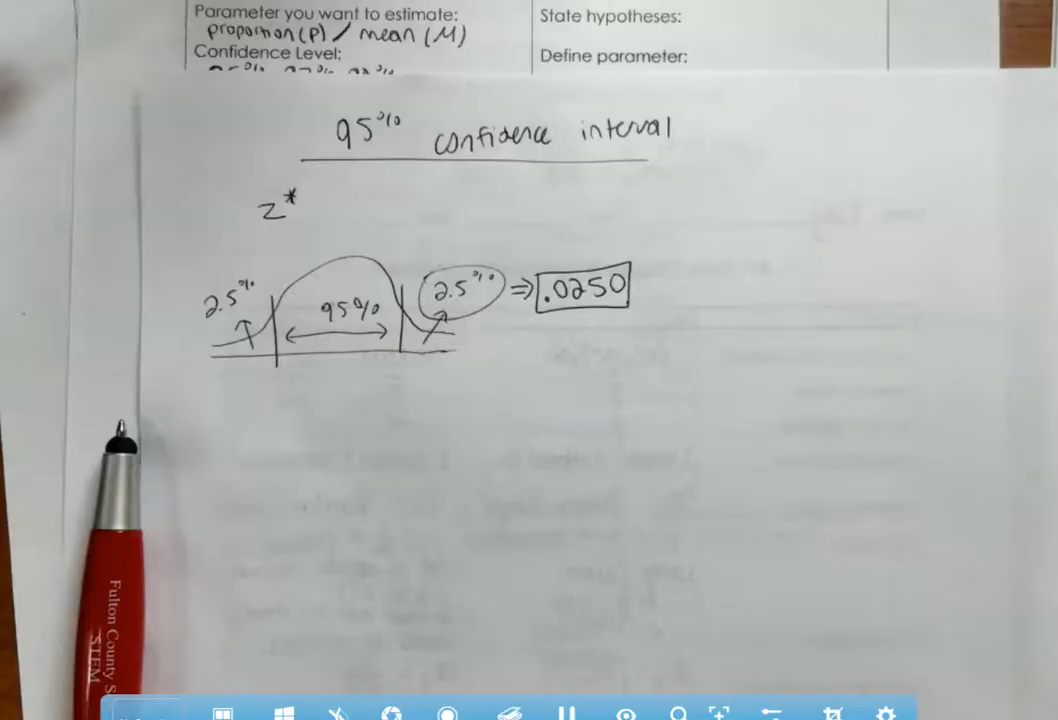 Parameter you want to estimate:
proportion(p) / mean (M)
Confidence Level:
State hypotheses:
Define parameter:
95% confidence interval
z*
2.5%
95%
2.5% ⇒ .0250
Fulton County S
STEM